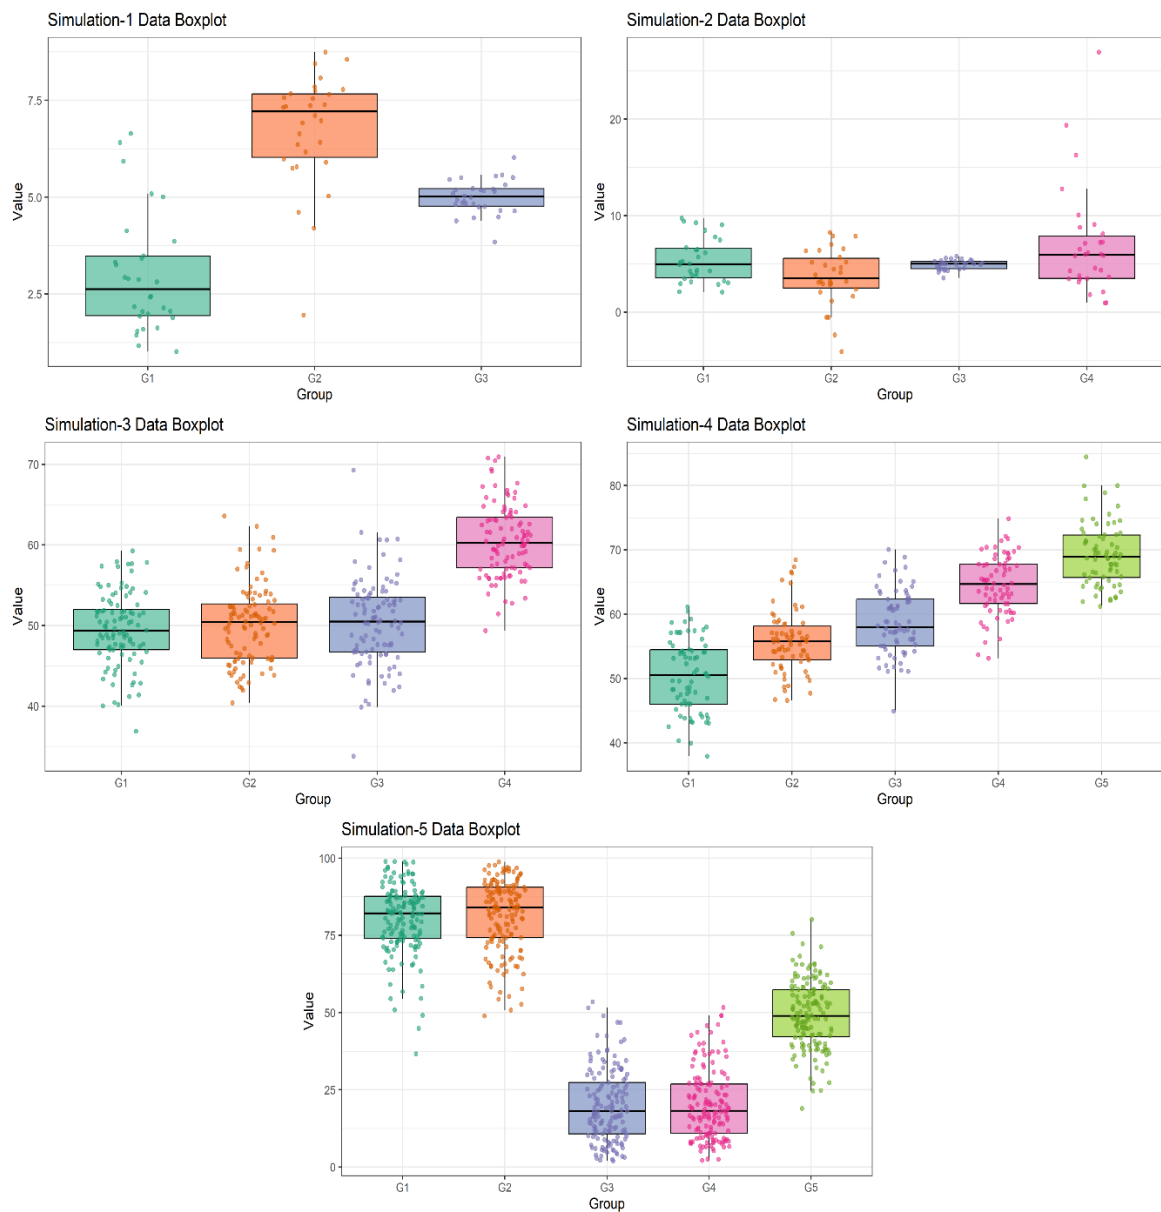 Simulation-1 Data Boxplot
Value
7.5
5.0
2.5
G1 G2 G3
Group
Simulation-2 Data Boxplot
Value
20
10
0
G1 G2 G3 G4
Group
Simulation-3 Data Boxplot
Value
70
60
50
40
G1 G2 G3 G4
Group
Simulation-4 Data Boxplot
Value
80
70
60
50
40
G1 G2 G3 G4 G5
Group
Simulation-5 Data Boxplot
Value
100
75
50
25
0
G1 G2 G3 G4 G5
Group